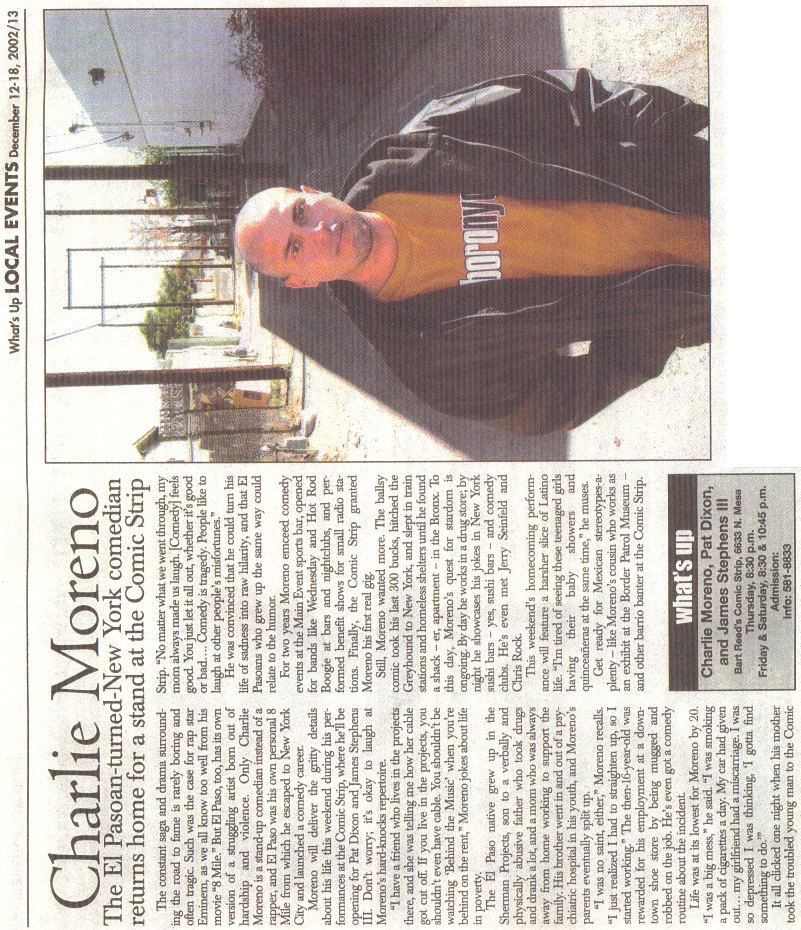 What's Up LOCAL EVENTS December 12-18, 2002/13
Charlie Moreno
The El Pasoan-turned-New York comedian
returns home for a stand at the Comic Strip
The constant saga and drama surround-
ing the road to fame is rarely boring and
often tragic. Such was the case for rap star
Eminem, as we all know too well from his
movie "8 Mile." But El Paso, too, has its own
version of a struggling artist born out of
hardship and violence. Only Charlie
Moreno is a stand-up comedian instead of a
rapper, and El Paso was his own personal 8
Mile from which he escaped to New York
City and launched a comedy career.
Moreno will deliver the gritty details
about his life this weekend during his per-
formances at the Comic Strip, where he'll be
opening for Pat Dixon and James Stephens
III. Don't worry; it's okay to laugh at
Moreno's hard-knocks repertoire.
"I have a friend who lives in the projects
there, and she was telling me how her cable
got cut off. If you live in the projects, you
shouldn't even have cable. You shouldn't be
watching 'Behind the Music' when you're
behind on the rent," Moreno jokes about life
in poverty.
The El Paso native grew up in the
Sherman Projects, son to a verbally and
physically abusive father who took drugs
and drank a lot, and a mom who was always
away from home working to support the
family. His brother went in and out of a psy-
chiatric hospital in his youth, and Moreno's
parents eventually split up.
"I was no saint, either," Moreno recalls.
"I just realized I had to straighten up, so I
started working." The then-16-year-old was
rewarded for his employment at a down-
town shoe store by being mugged and
robbed on the job. He's even got a comedy
routine about the incident.
Life was at its lowest for Moreno by 20.
"I was a big mess," he said. "I was smoking
a pack of cigarettes a day. My car had given
out... my girlfriend had a miscarriage. I was
so depressed I was thinking, 'I gotta find
something to do.'"
It all clicked one night when his mother
took the troubled young man to the Comic
Strip. "No matter what we went through, my
mom always made us laugh. [Comedy] feels
good. You just let it all out, whether it's good
or bad.... Comedy is tragedy. People like to
laugh at other people's misfortunes."
He was convinced that he could turn his
life of sadness into raw hilarity, and that El
Pasoans who grew up the same way could
relate to the humor.
For two years Moreno emceed comedy
events at the Main Event sports bar, opened
for bands like Wednesday and Hot Rod
Boogie at bars and nightclubs, and per-
formed benefit shows for small radio sta-
tions. Finally, the Comic Strip granted
Moreno his first real gig.
Still, Moreno wanted more. The ballsy
comic took his last 300 bucks, hitched the
Greyhound to New York, and slept in train
stations and homeless shelters until he found
a shack – er, apartment – in the Bronx. To
this day, Moreno's quest for stardom is
ongoing. By day he works in a drug store; by
night he showcases his jokes in New York
sushi bars – yes, sushi bars – and comedy
clubs. He's even met Jerry Seinfeld and
Chris Rock.
This weekend's homecoming perform-
ance will feature a harsher slice of Latino
life. "I'm tired of seeing these teenaged girls
having their baby showers and
quinceañeras at the same time," he muses.
Get ready for Mexican stereotypes-a-
plenty – like Moreno's cousin who works as
an exhibit at the Border Patrol Museum –
and other barrio banter at the Comic Strip.
what's up
Charlie Moreno, Pat Dixon,
and James Stephens III
Bart Reed's Comic Strip, 6633 N. Mesa
Thursday, 8:30 p.m.
Friday & Saturday, 8:30 & 10:45 p.m.
Admission:
Info: 581-8833
borony